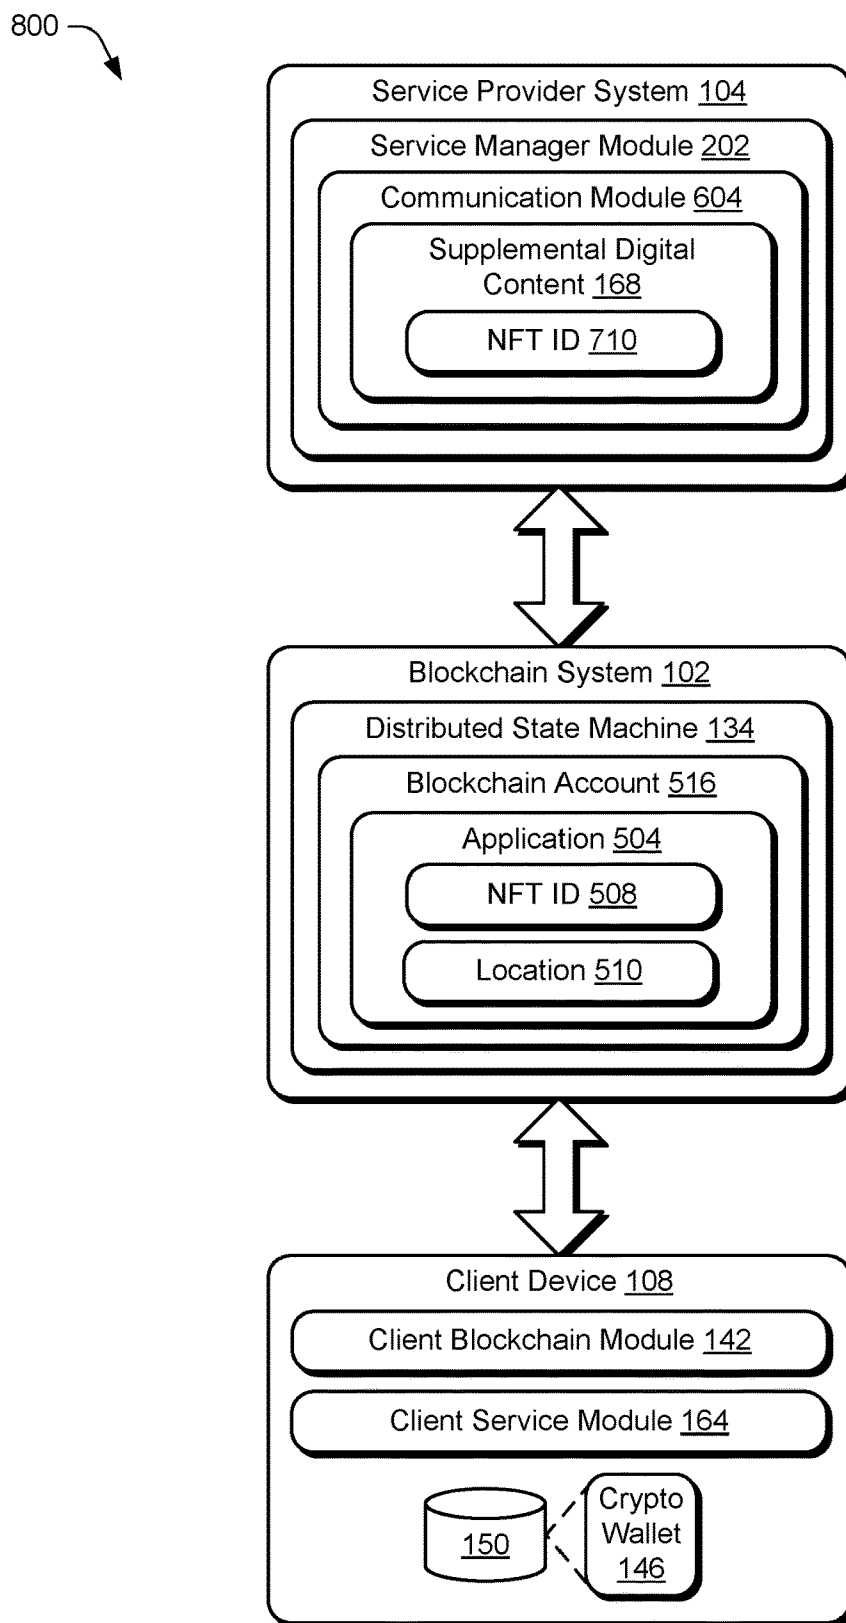 800
Service Provider System 104
Service Manager Module 202
Communication Module 604
Supplemental Digital
Content 168
NFT ID 710
Blockchain System 102
Distributed State Machine 134
Blockchain Account 516
Application 504
NFT ID 508
Location 510
Client Device 108
Client Blockchain Module 142
Client Service Module 164
150
Crypto
Wallet
146